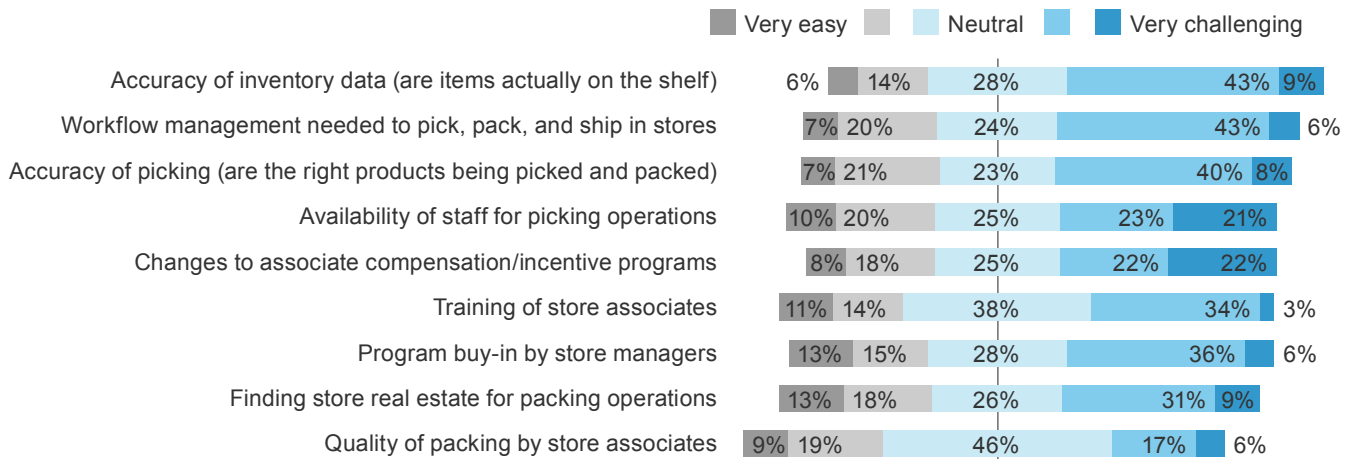 Very easy Neutral Very challenging
Accuracy of inventory data (are items actually on the shelf) 6% 14% 28% 43% 9%
Workflow management needed to pick, pack, and ship in stores 7% 20% 24% 43% 6%
Accuracy of picking (are the right products being picked and packed) 7% 21% 23% 40% 8%
Availability of staff for picking operations 10% 20% 25% 23% 21%
Changes to associate compensation/incentive programs 8% 18% 25% 22% 22%
Training of store associates 11% 14% 38% 34% 3%
Program buy-in by store managers 13% 15% 28% 36% 6%
Finding store real estate for packing operations 13% 18% 26% 31% 9%
Quality of packing by store associates 9% 19% 46% 17% 6%